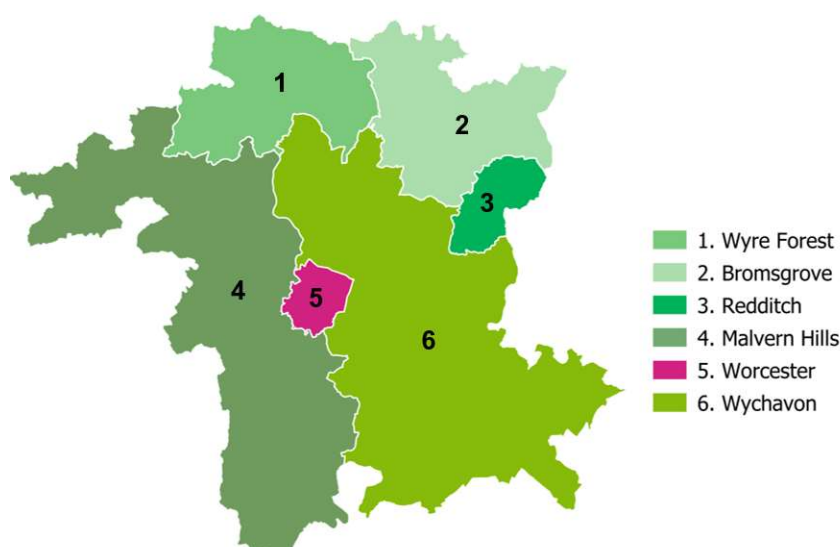 1
2
3
4
5
6
1. Wyre Forest
2. Bromsgrove
3. Redditch
4. Malvern Hills
5. Worcester
6. Wychavon